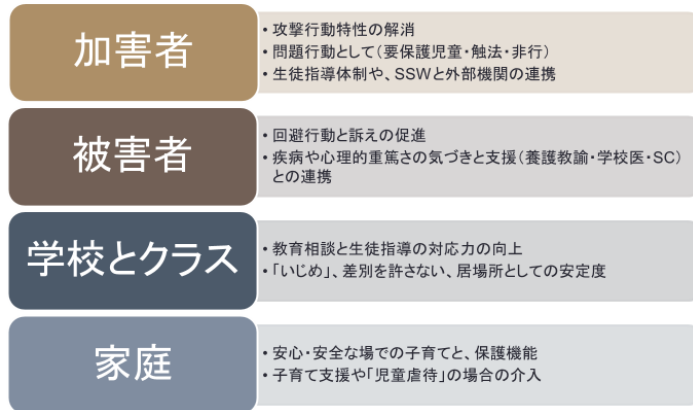 加害者
・攻撃行動特性の解消
・問題行動として(要保護児童・触法・非行)
・生徒指導体制や、SSWと外部機関の連携
被害者
・回避行動と訴えの促進
・疾病や心理的重篤さの気づきと支援(養護教諭・学校医・SC)
との連携
学校とクラス
・教育相談と生徒指導の対応力の向上
・「いじめ」、差別を許さない、居場所としての安定度
家庭
・安心・安全な場での子育てと、保護機能
・子育て支援や「児童虐待」の場合の介入